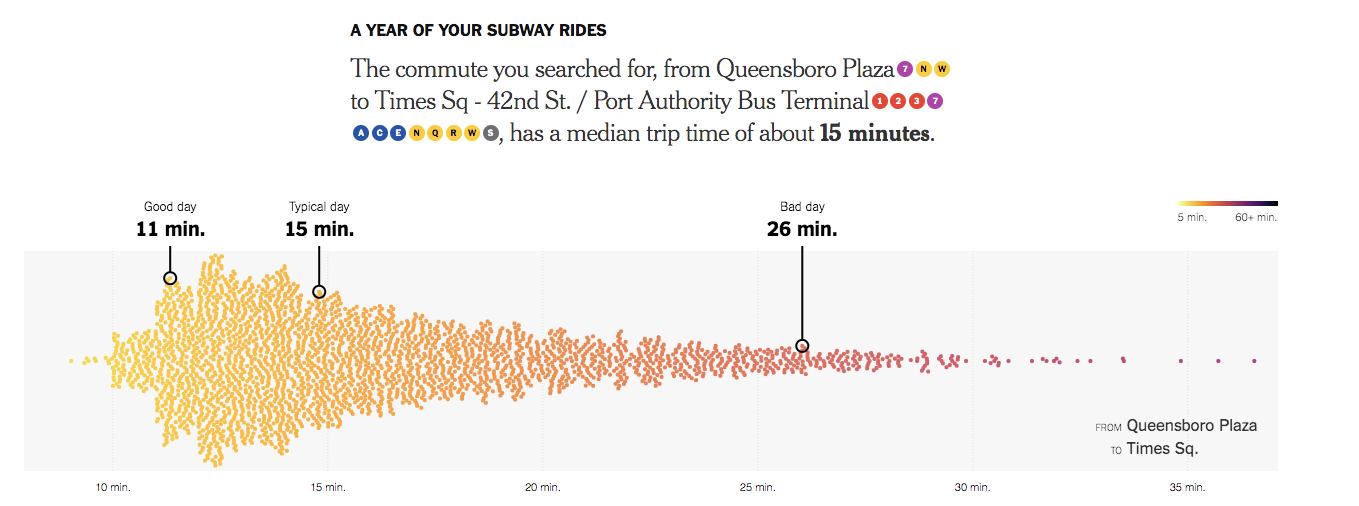 A YEAR OF YOUR SUBWAY RIDES
The commute you searched for, from Queensboro Plaza 7 N W
to Times Sq - 42nd St. / Port Authority Bus Terminal 1 2 3 7
A C E N Q R W S, has a median trip time of about 15 minutes.
Good day
11 min.
Typical day
15 min.
Bad day
26 min.
5 min. 60+ min.
FROM Queensboro Plaza
TO Times Sq.
10 min. 15 min. 20 min. 25 min. 30 min. 35 min.